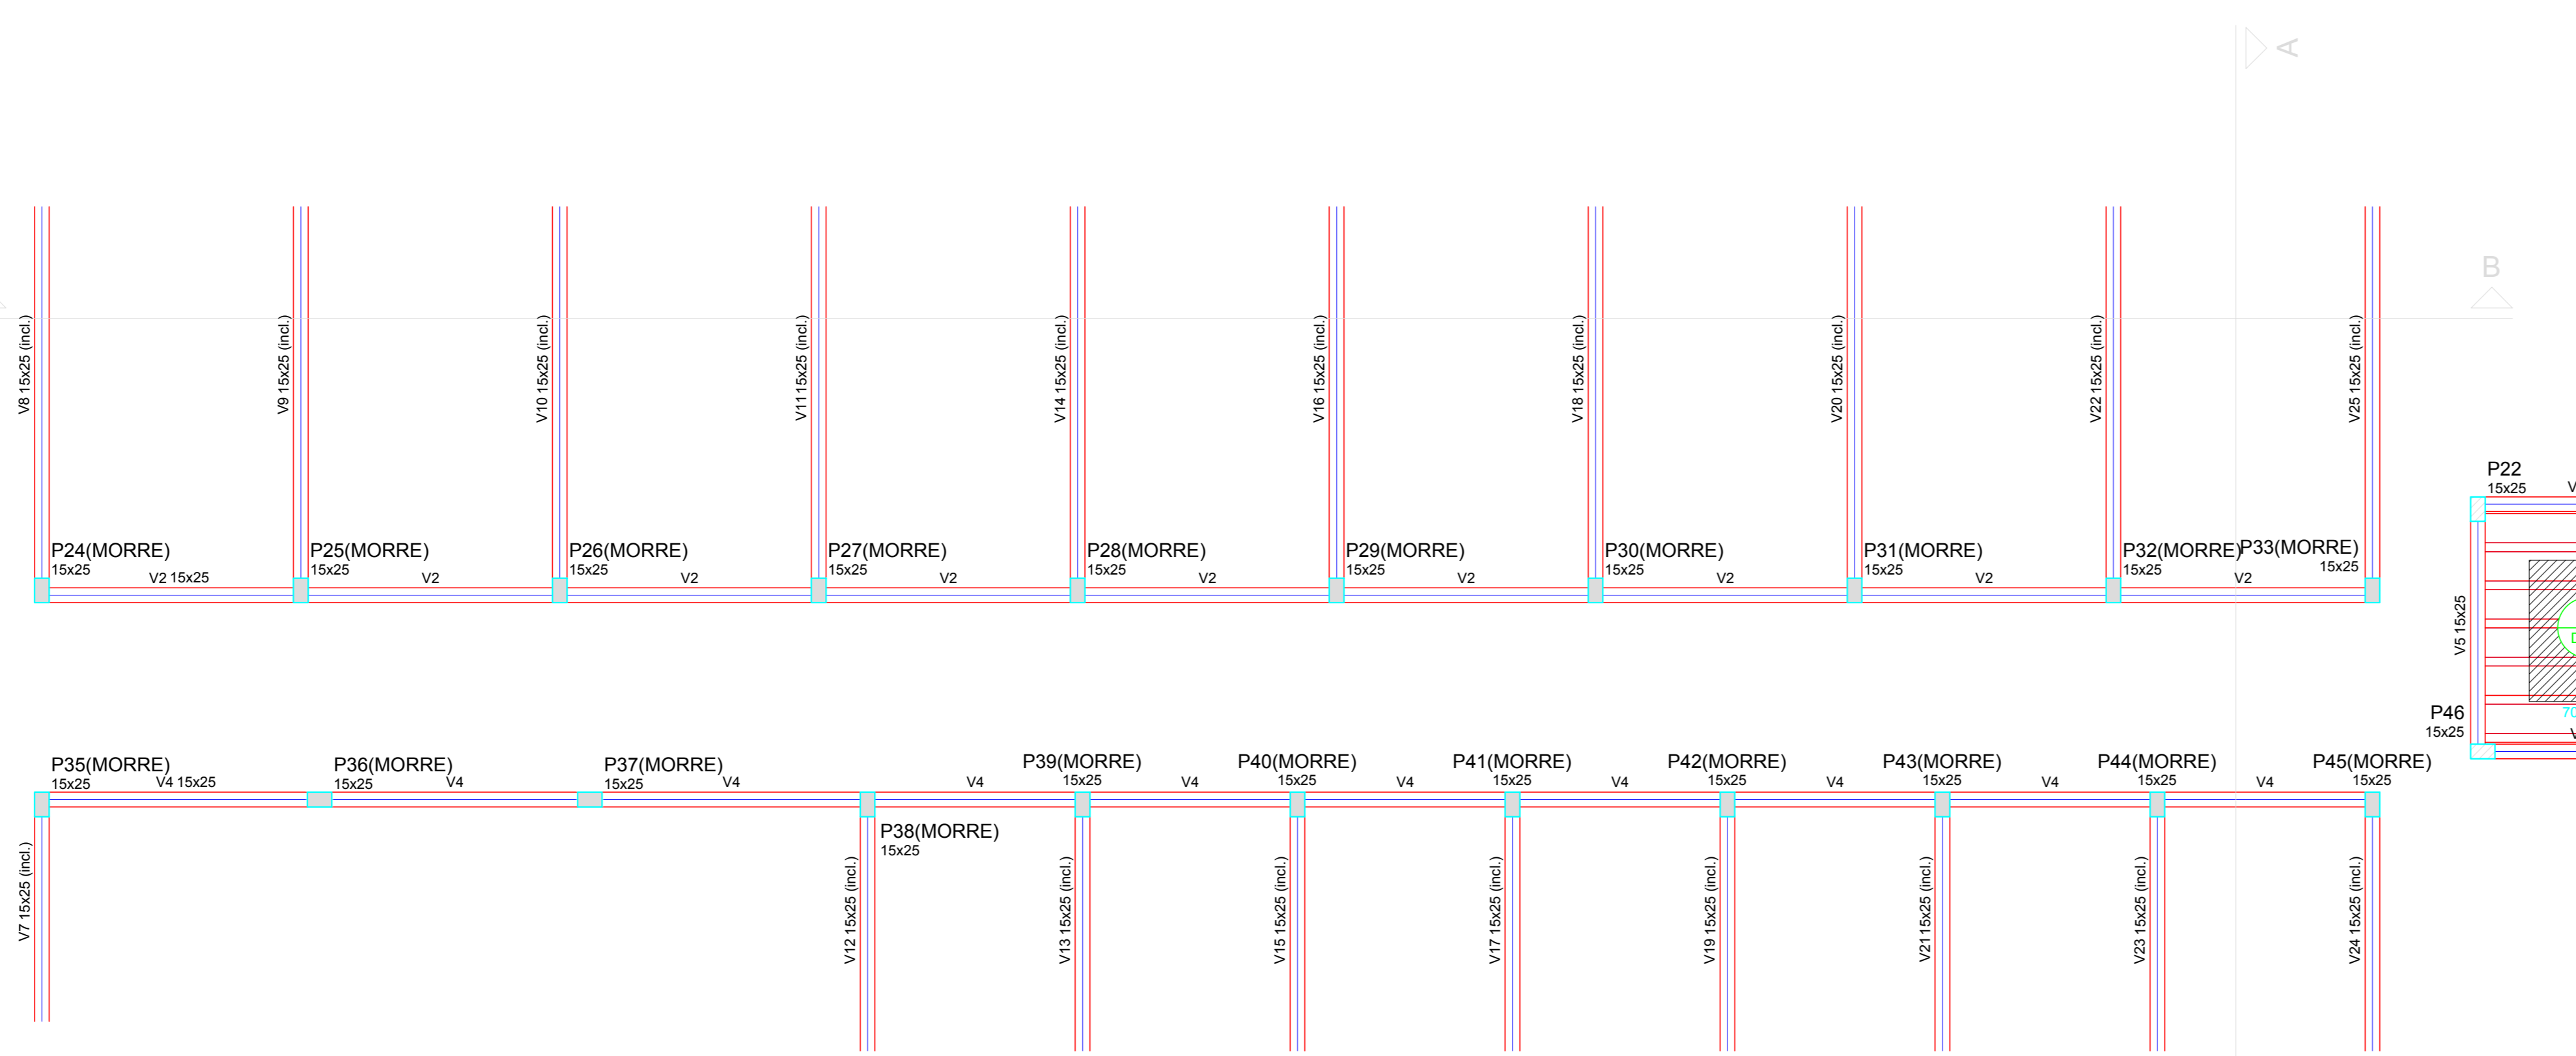 A
B
V8 15x25 (incl.)
V9 15x25 (incl.)
V10 15x25 (incl.)
V11 15x25 (incl.)
V14 15x25 (incl.)
V16 15x25 (incl.)
V18 15x25 (incl.)
V20 15x25 (incl.)
V22 15x25 (incl.)
V25 15x25 (incl.)
P22
15x25
P24(MORRE)
15x25
V2 15x25
P25(MORRE)
15x25
V2
P26(MORRE)
15x25
V2
P27(MORRE)
15x25
V2
P28(MORRE)
15x25
V2
P29(MORRE)
15x25
V2
P30(MORRE)
15x25
V2
P31(MORRE)
15x25
V2
P32(MORRE)
15x25
V2
P33(MORRE)
15x25
V5 15x25
P46
15x25
70
P35(MORRE)
15x25
V4 15x25
P36(MORRE)
15x25
V4
P37(MORRE)
15x25
V4
P38(MORRE)
15x25
V4
P39(MORRE)
15x25
V4
P40(MORRE)
15x25
V4
P41(MORRE)
15x25
V4
P42(MORRE)
15x25
V4
P43(MORRE)
15x25
V4
P44(MORRE)
15x25
V4
P45(MORRE)
15x25
V7 15x25 (incl.)
V12 15x25 (incl.)
V13 15x25 (incl.)
V15 15x25 (incl.)
V17 15x25 (incl.)
V19 15x25 (incl.)
V21 15x25 (incl.)
V23 15x25 (incl.)
V24 15x25 (incl.)